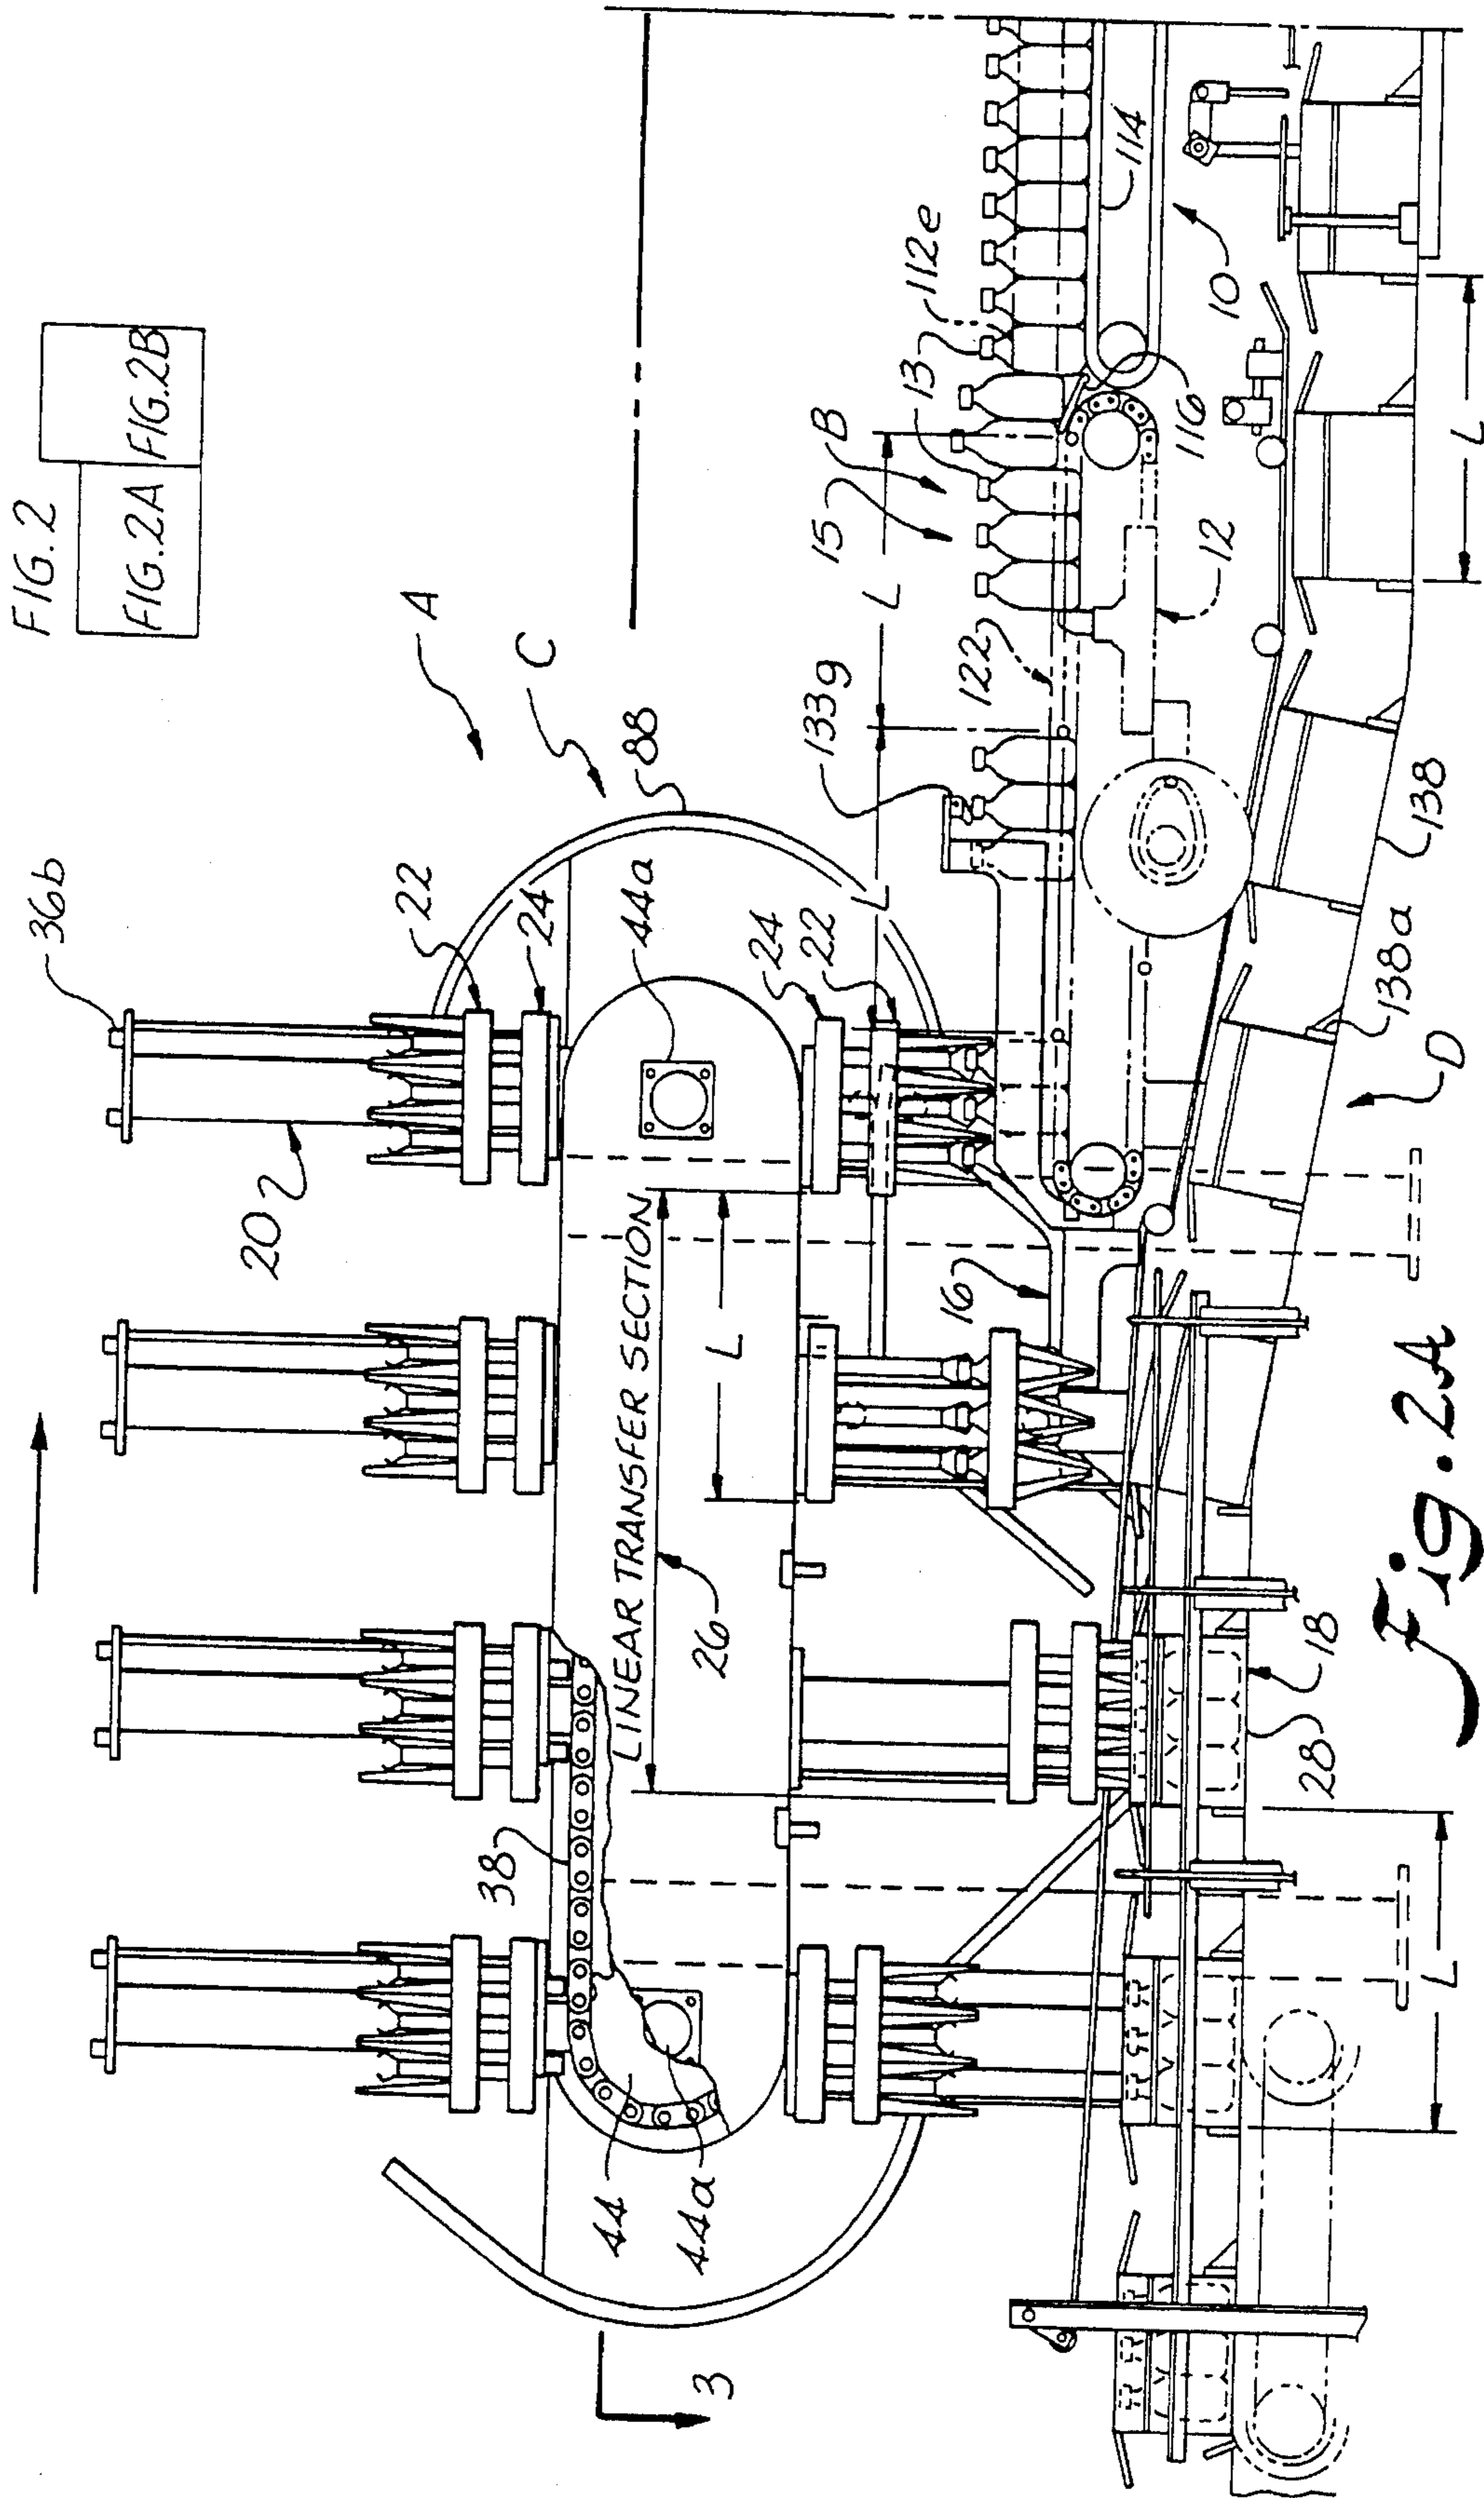 FIG. 2
FIG. 2A
FIG. 2B
A
C
88
36b
22
24
44a
20
LINEAR TRANSFER SECTION
L
26
38
44
44a
3
15
B
13
112e
114
L
133g
122
116
10
12
L
24
22
L
16
138
138a
D
18
28
L
Fig. 2A